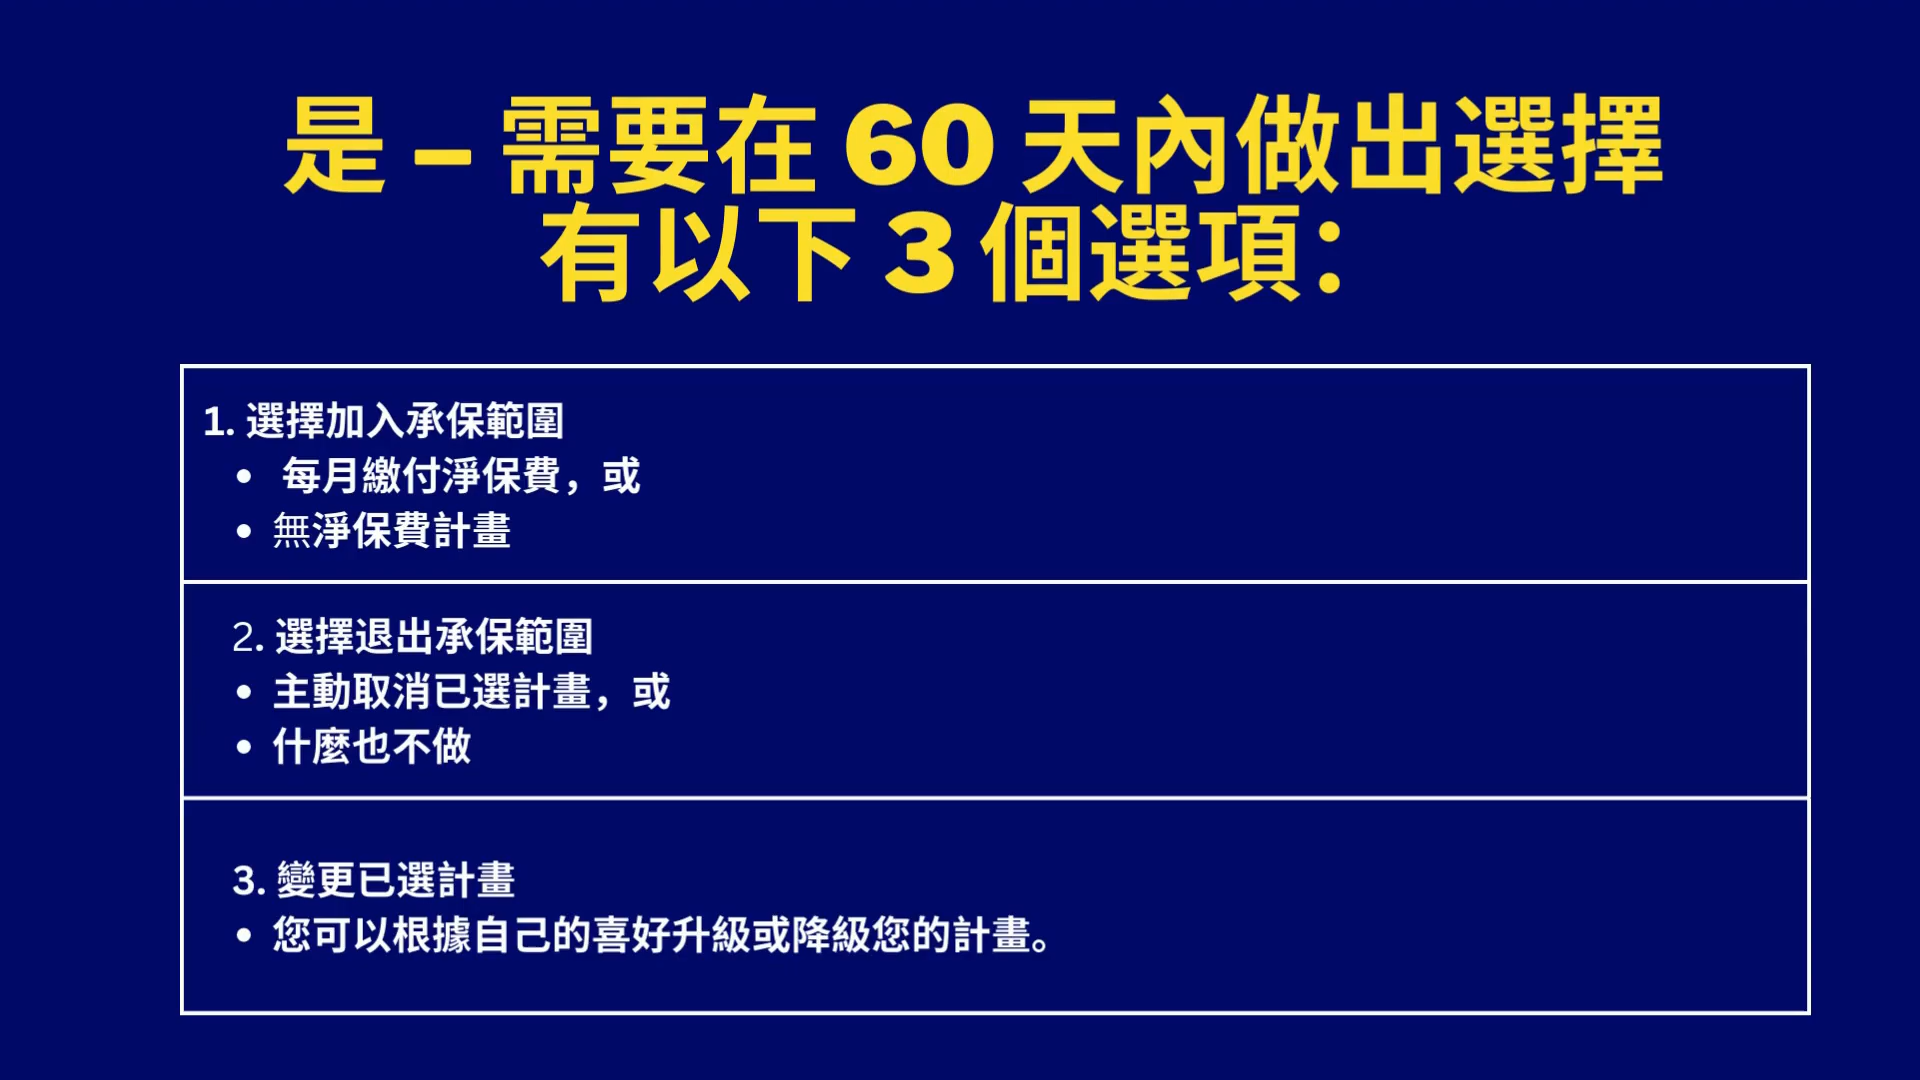 是 – 需要在 60 天內做出選擇
有以下 3 個選項：
1. 選擇加入承保範圍
• 每月繳付淨保費，或
• 無淨保費計畫
2. 選擇退出承保範圍
• 主動取消已選計畫，或
• 什麼也不做
3. 變更已選計畫
• 您可以根據自己的喜好升級或降級您的計畫。